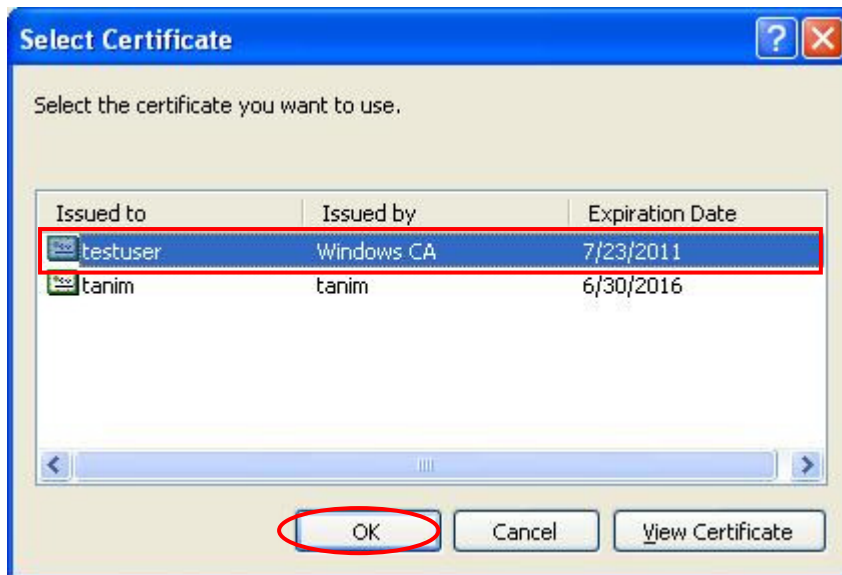 Select Certificate
Select the certificate you want to use.
Issued to Issued by Expiration Date
testuser Windows CA 7/23/2011
tanim tanim 6/30/2016
OK Cancel View Certificate